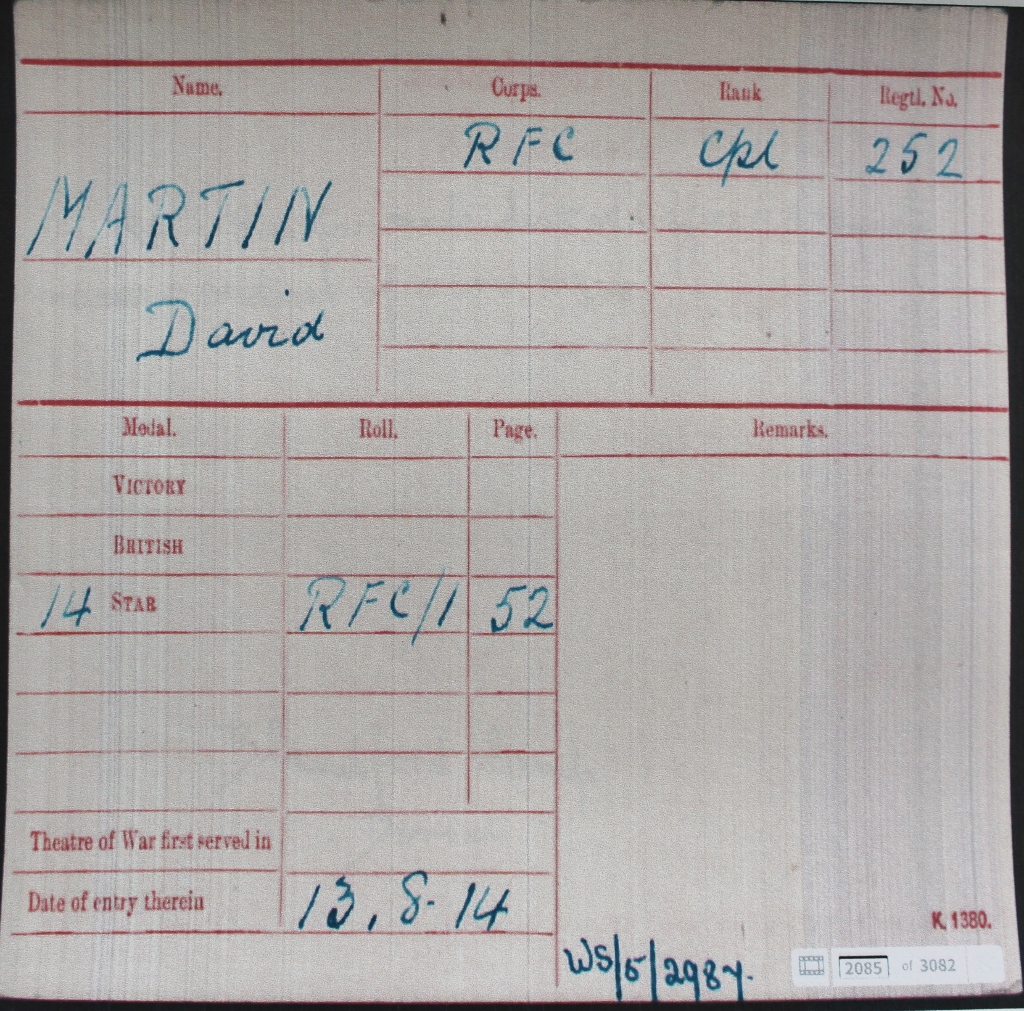 Name. Corps. Rank Regtl. No.
RFC Cpl 252
MARTIN
David
Medal. Roll. Page. Remarks.
VICTORY
BRITISH
14 STAR RFC/1 52
Theatre of War first served in
Date of entry therein 13.8.14
K. 1380.
WS/5/2987.
2085 of 3082